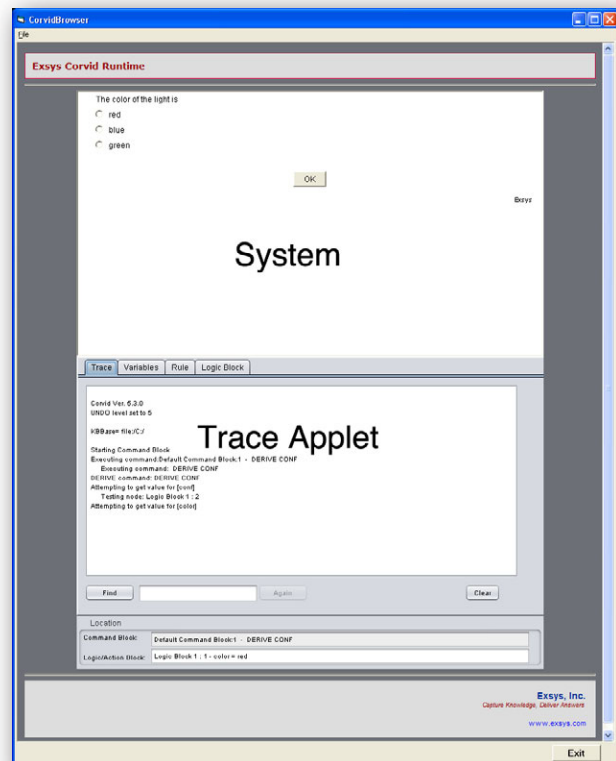 CorvidBrowser
File
Exsys Corvid Runtime
The color of the light is
red
blue
green
OK
Exsys
System
Trace Variables Rule Logic Block
Corvid Ver. 5.3.0
UNDO level set to 5
KBBase= file:/C:/
Trace Applet
Starting Command Block
Executing command:Default Command Block:1 - DERIVE CONF
Executing command: DERIVE CONF
DERIVE command: DERIVE CONF
Attempting to get value for [conf]
Testing node: Logic Block 1 : 2
Attempting to get value for [color]
Find Again Clear
Location
Command Block: Default Command Block:1 - DERIVE CONF
Logic/Action Block: Logic Block 1 : 1 - color = red
Exsys, Inc.
Capture Knowledge, Deliver Answers
www.exsys.com
Exit